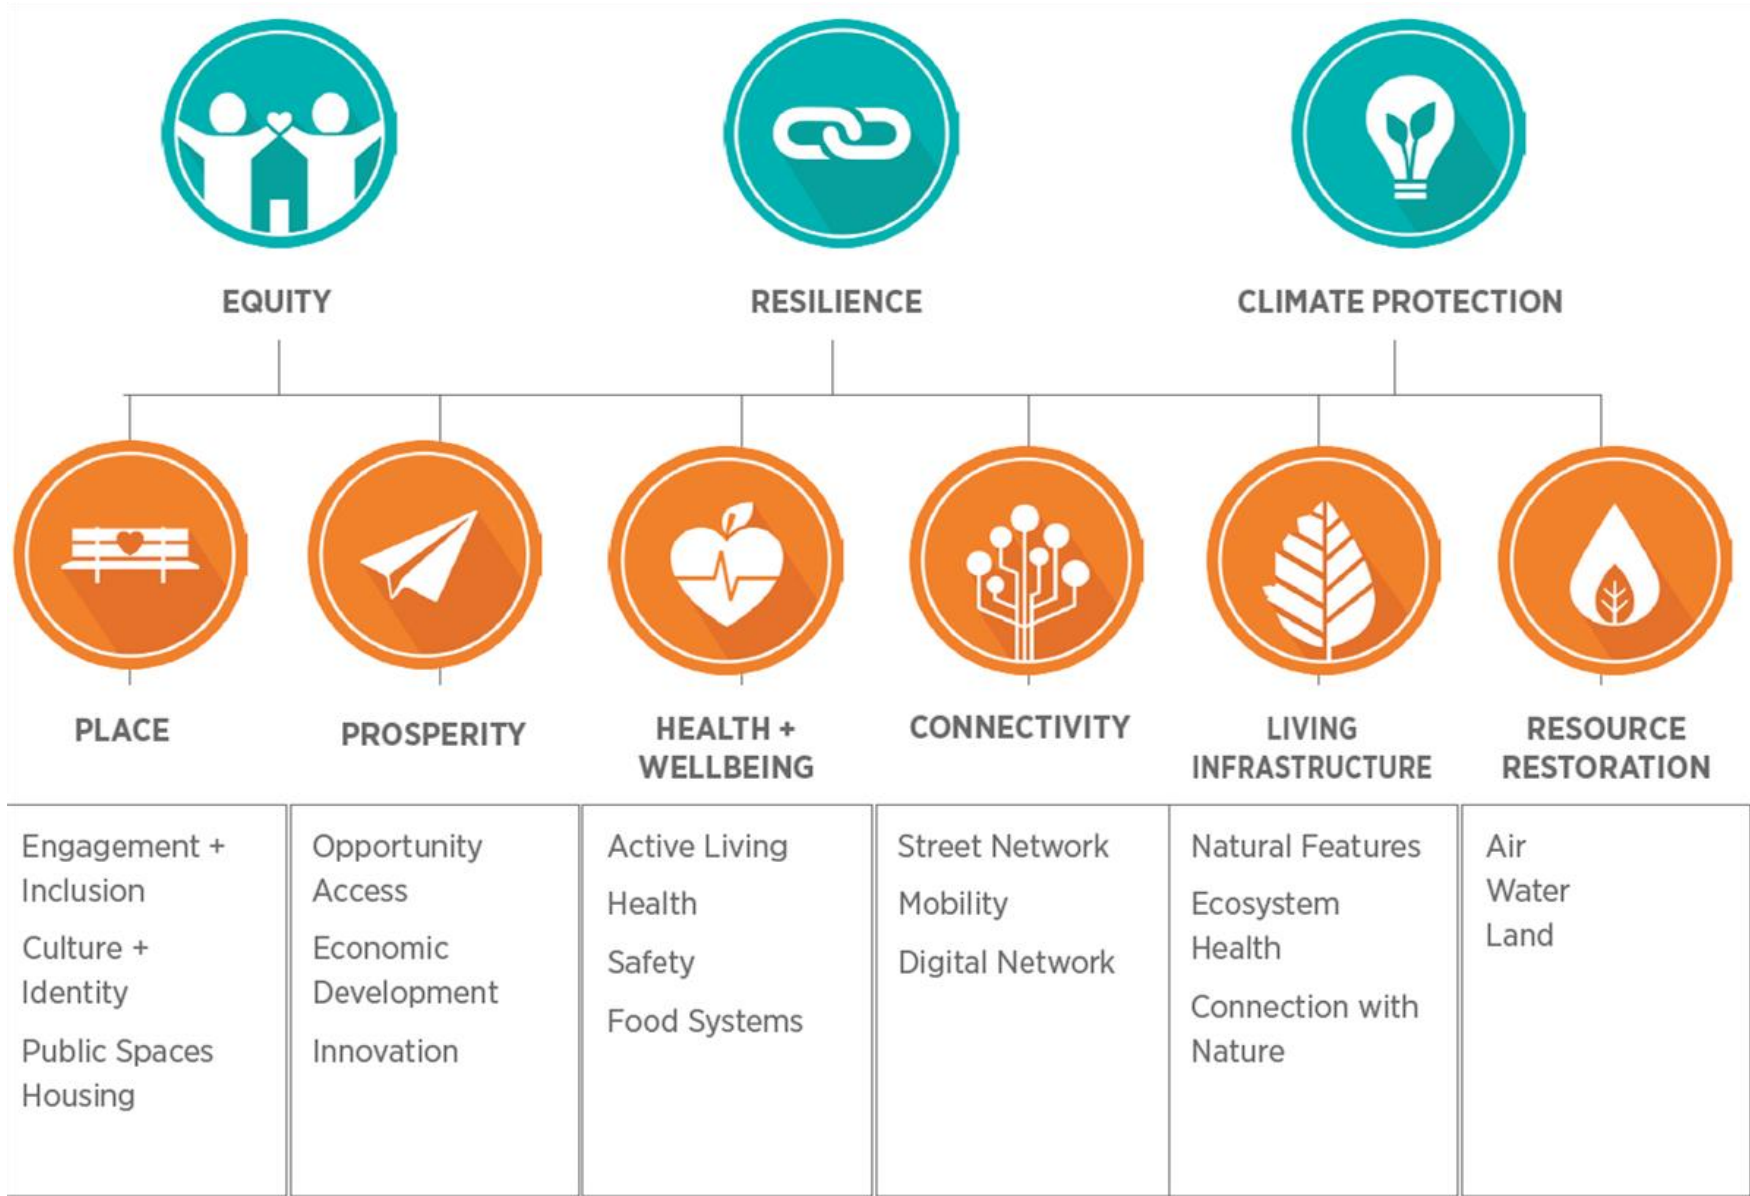 EQUITY
RESILIENCE
CLIMATE PROTECTION
PLACE
PROSPERITY
HEALTH +
WELLBEING
CONNECTIVITY
LIVING
INFRASTRUCTURE
RESOURCE
RESTORATION
Engagement +
Inclusion
Culture +
Identity
Public Spaces
Housing
Opportunity
Access
Economic
Development
Innovation
Active Living
Health
Safety
Food Systems
Street Network
Mobility
Digital Network
Natural Features
Ecosystem
Health
Connection with
Nature
Air
Water
Land